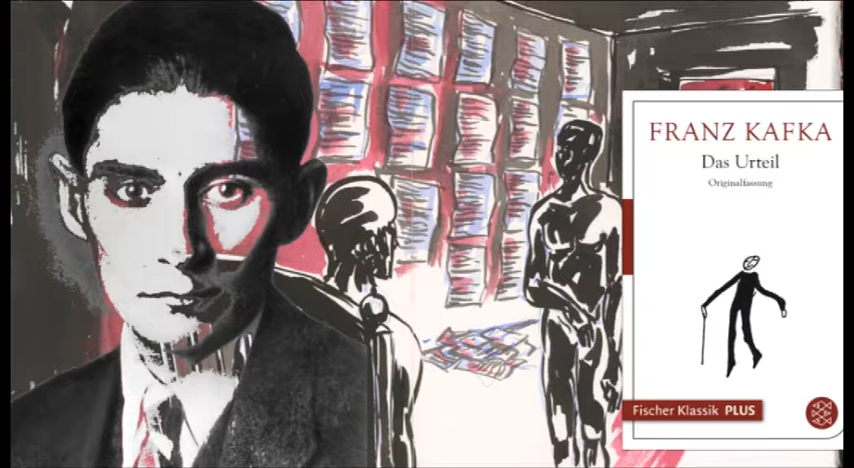 FRANZ KAFKA
Das Urteil
Originalfassung
Fischer Klassik PLUS